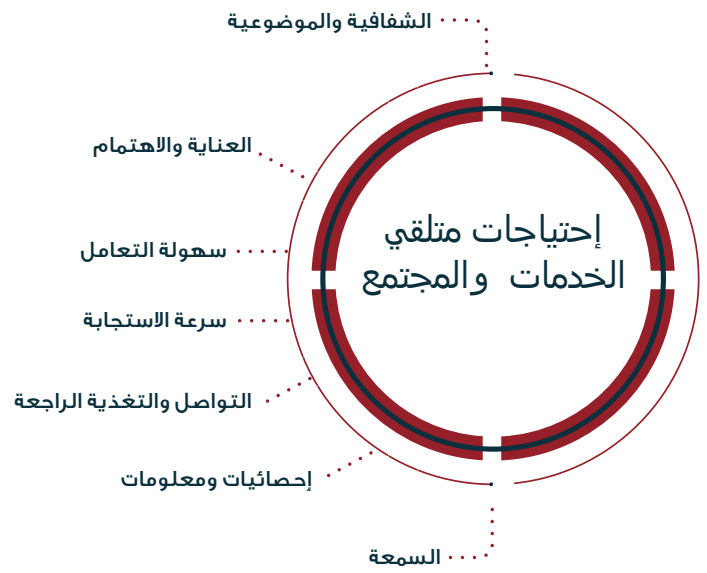 الشفافية والموضوعية
العناية والاهتمام
إحتياجات متلقي
الخدمات والمجتمع
سهولة التعامل
سرعة الاستجابة
التواصل والتغذية الراجعة
إحصائيات ومعلومات
السمعة